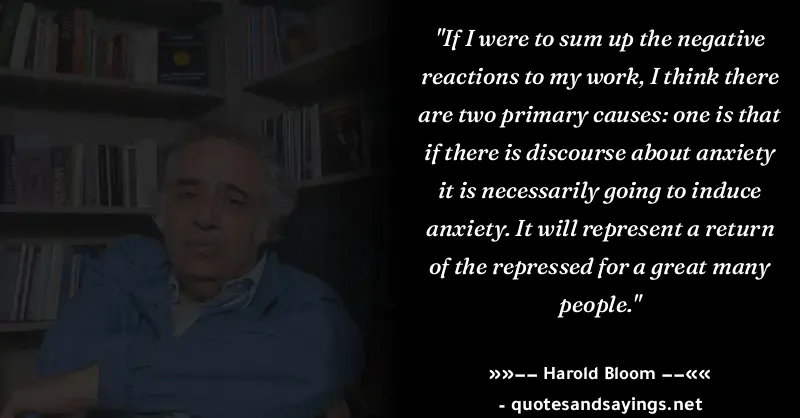 "If I were to sum up the negative
reactions to my work, I think there
are two primary causes: one is that
if there is discourse about anxiety
it is necessarily going to induce
anxiety. It will represent a return
of the repressed for a great many
people."
»»−− Harold Bloom −−««
- quotesandsayings.net